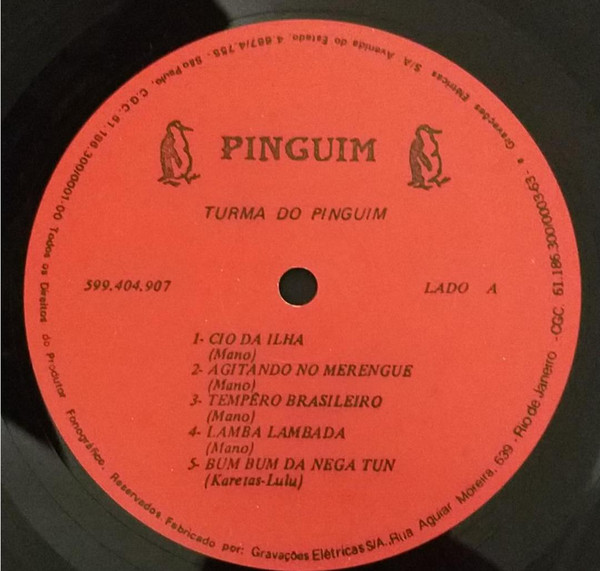 PINGUIM
TURMA DO PINGUIM
599.404.907
LADO A
1- CIO DA ILHA
(Mano)
2- AGITANDO NO MERENGUE
(Mano)
3- TEMPÊRO BRASILEIRO
(Mano)
4- LAMBA LAMBADA
(Mano)
5- BUM BUM DA NEGA TUN
(Karetas-Lulu)
Todos os Direitos do Produtor Fonográfico, Reservados Fabricado por: Gravações Elétricas S/A.,Rua Aguiar Moreira, 639 - Rio de Janeiro -CGC 61.186.300/0003-63 - e Gravações Elétricas S/A Avenida do Estado, 4.667/4.755 - São Paulo, C.G.C. 61.186.300/0001-00